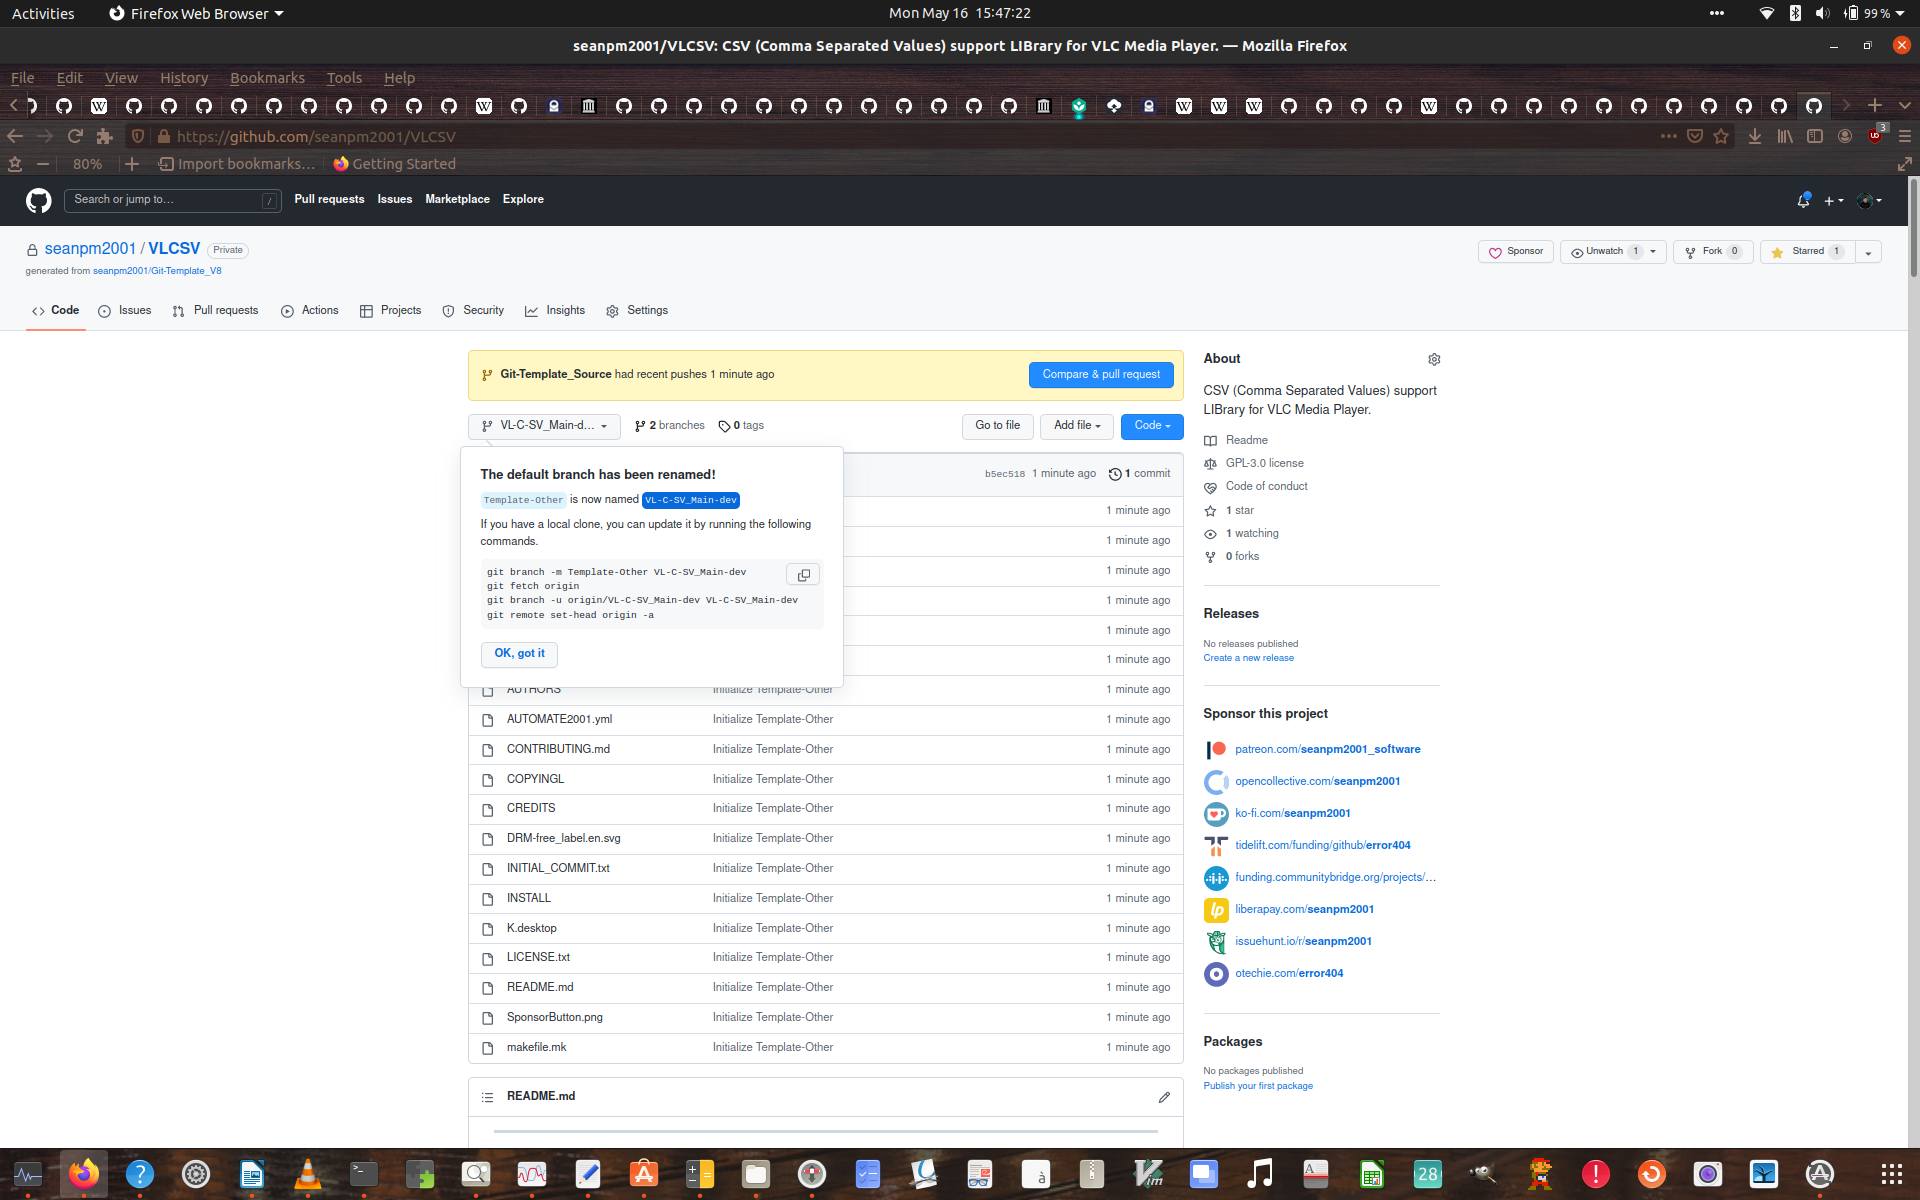 Activities
Firefox Web Browser
Mon May 16  15:47:22
99 %
seanpm2001/VLCSV: CSV (Comma Separated Values) support LIBrary for VLC Media Player. — Mozilla Firefox
File Edit View History Bookmarks Tools Help
https://github.com/seanpm2001/VLCSV
3
80%
Import bookmarks...
Getting Started
Search or jump to...
/
Pull requests Issues Marketplace Explore
seanpm2001 / VLCSV Private
generated from seanpm2001/Git-Template_V8
Sponsor
Unwatch 1
Fork 0
Starred 1
Code Issues Pull requests Actions Projects Security Insights Settings
Git-Template_Source had recent pushes 1 minute ago
Compare & pull request
VL-C-SV_Main-d...
2 branches
0 tags
Go to file
Add file
Code
The default branch has been renamed!
Template-Other is now named VL-C-SV_Main-dev
If you have a local clone, you can update it by running the following
commands.
git branch -m Template-Other VL-C-SV_Main-dev
git fetch origin
git branch -u origin/VL-C-SV_Main-dev VL-C-SV_Main-dev
git remote set-head origin -a
OK, got it
b5ec518 1 minute ago 1 commit
1 minute ago
1 minute ago
1 minute ago
1 minute ago
1 minute ago
1 minute ago
AUTHORS Initialize Template-Other 1 minute ago
AUTOMATE2001.yml Initialize Template-Other 1 minute ago
CONTRIBUTING.md Initialize Template-Other 1 minute ago
COPYINGL Initialize Template-Other 1 minute ago
CREDITS Initialize Template-Other 1 minute ago
DRM-free_label.en.svg Initialize Template-Other 1 minute ago
INITIAL_COMMIT.txt Initialize Template-Other 1 minute ago
INSTALL Initialize Template-Other 1 minute ago
K.desktop Initialize Template-Other 1 minute ago
LICENSE.txt Initialize Template-Other 1 minute ago
README.md Initialize Template-Other 1 minute ago
SponsorButton.png Initialize Template-Other 1 minute ago
makefile.mk Initialize Template-Other 1 minute ago
README.md
About
CSV (Comma Separated Values) support
LIBrary for VLC Media Player.
Readme
GPL-3.0 license
Code of conduct
1 star
1 watching
0 forks
Releases
No releases published
Create a new release
Sponsor this project
patreon.com/seanpm2001_software
opencollective.com/seanpm2001
ko-fi.com/seanpm2001
tidelift.com/funding/github/error404
funding.communitybridge.org/projects/...
liberapay.com/seanpm2001
issuehunt.io/r/seanpm2001
otechie.com/error404
Packages
No packages published
Publish your first package
28